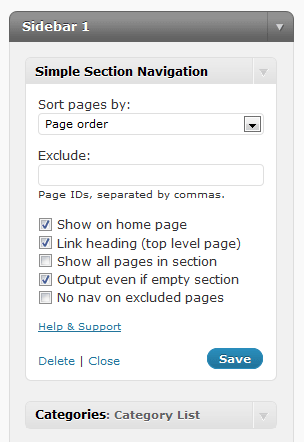 Sidebar 1
Simple Section Navigation
Sort pages by:
Page order
Exclude:
Page IDs, separated by commas.
Show on home page
Link heading (top level page)
Show all pages in section
Output even if empty section
No nav on excluded pages
Help & Support
Delete | Close
Save
Categories: Category List